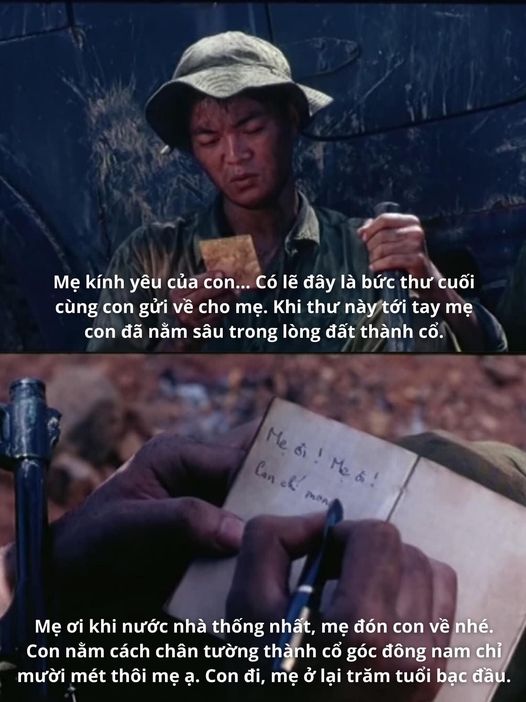 Mẹ kính yêu của con... Có lẽ đây là bức thư cuối
cùng con gửi về cho mẹ. Khi thư này tới tay mẹ
con đã nằm sâu trong lòng đất thành cổ.
Mẹ ơi! Mẹ ơi!
Con chỉ mon
Mẹ ơi khi nước nhà thống nhất, mẹ đón con về nhé.
Con nằm cách chân tường thành cổ góc đông nam chỉ
mười mét thôi mẹ ạ. Con đi, mẹ ở lại trăm tuổi bạc đầu.